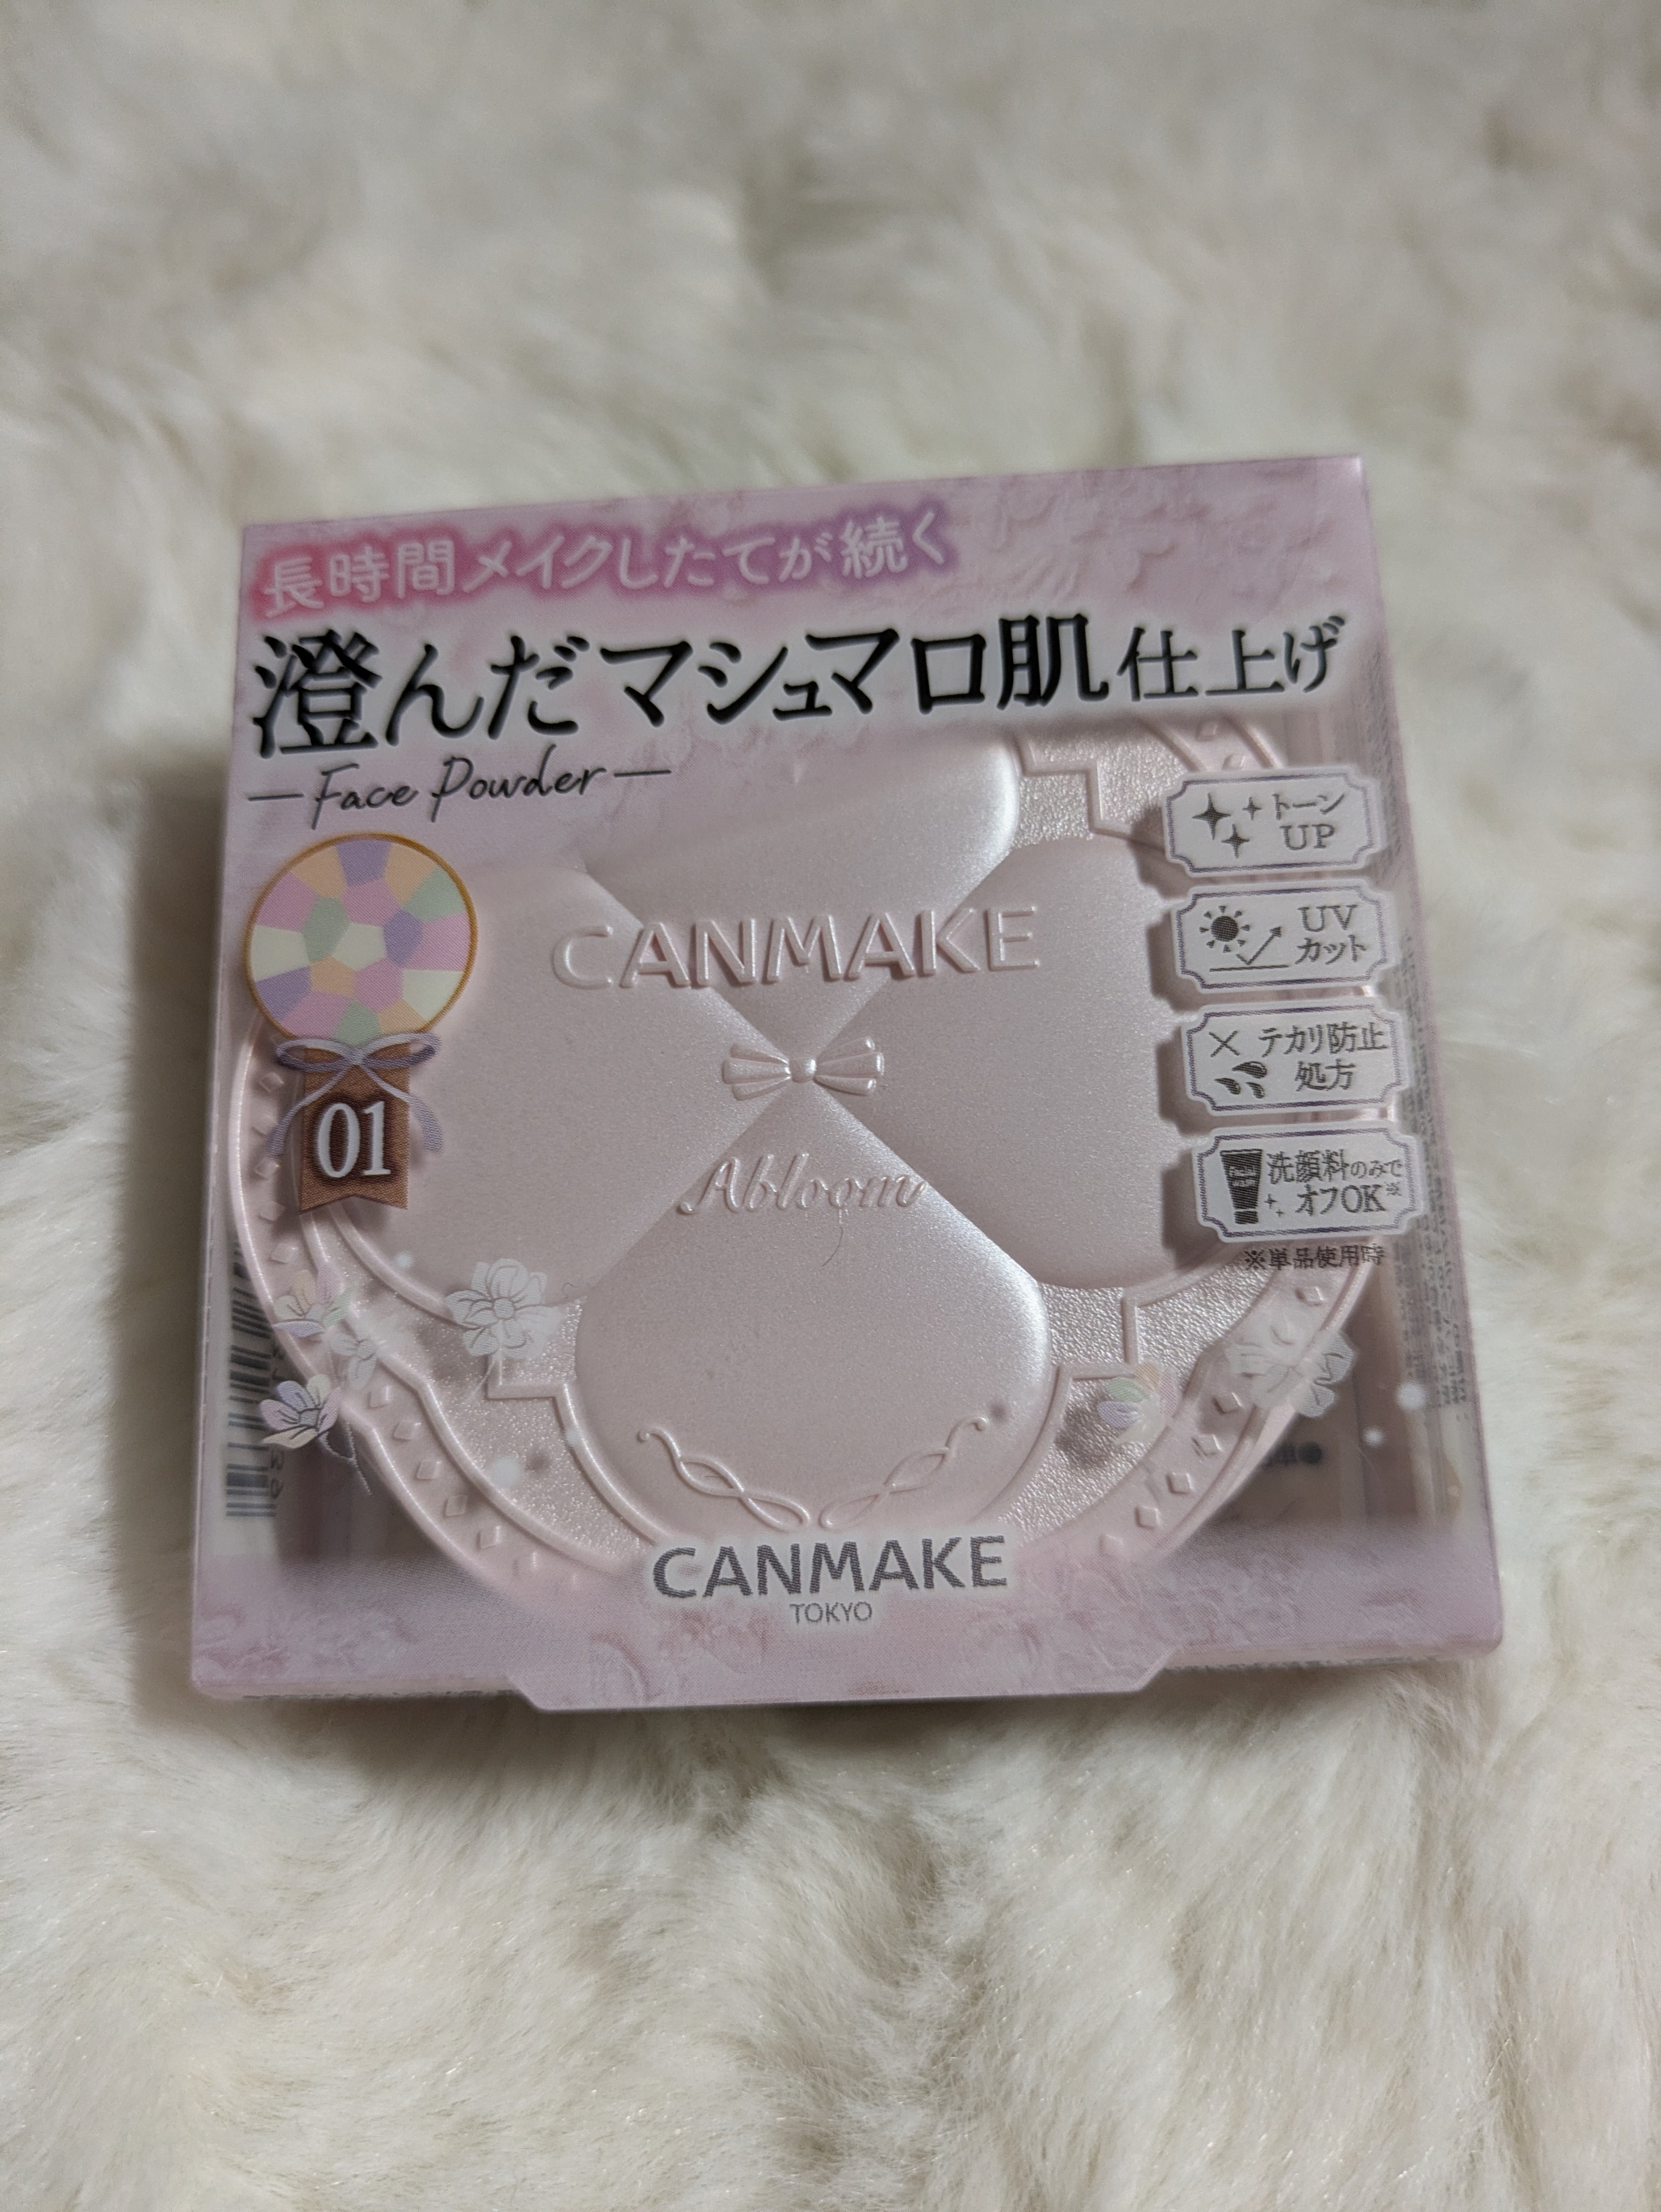 長時間メイクしたてが続く
澄んだマシュマロ肌仕上げ
Face Powder
トーン
UP
UV
カット
テカリ防止
処方
洗顔料のみで
オフOK※
※単品使用時
01
CANMAKE
Abloom
CANMAKE
TOKYO